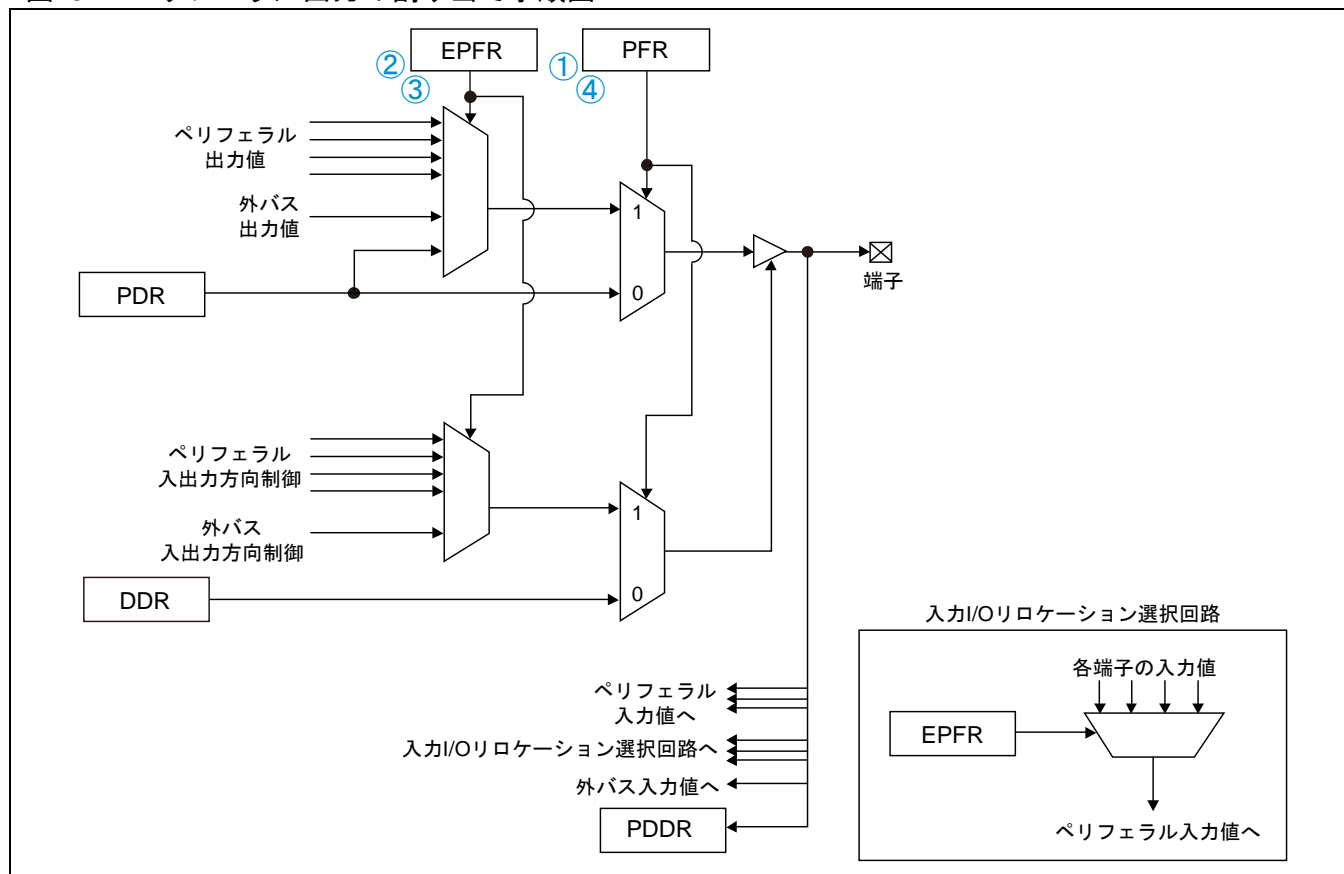 EPFR
PFR
②
③
①
④
ペリフェラル
出力値
外バス
出力値
1
0
PDR
端子
ペリフェラル
入出力方向制御
外バス
入出力方向制御
1
0
DDR
ペリフェラル
入力値へ
入力I/Oリロケーション選択回路へ
外バス入力値へ
PDDR
入力I/Oリロケーション選択回路
各端子の入力値
EPFR
ペリフェラル入力値へ